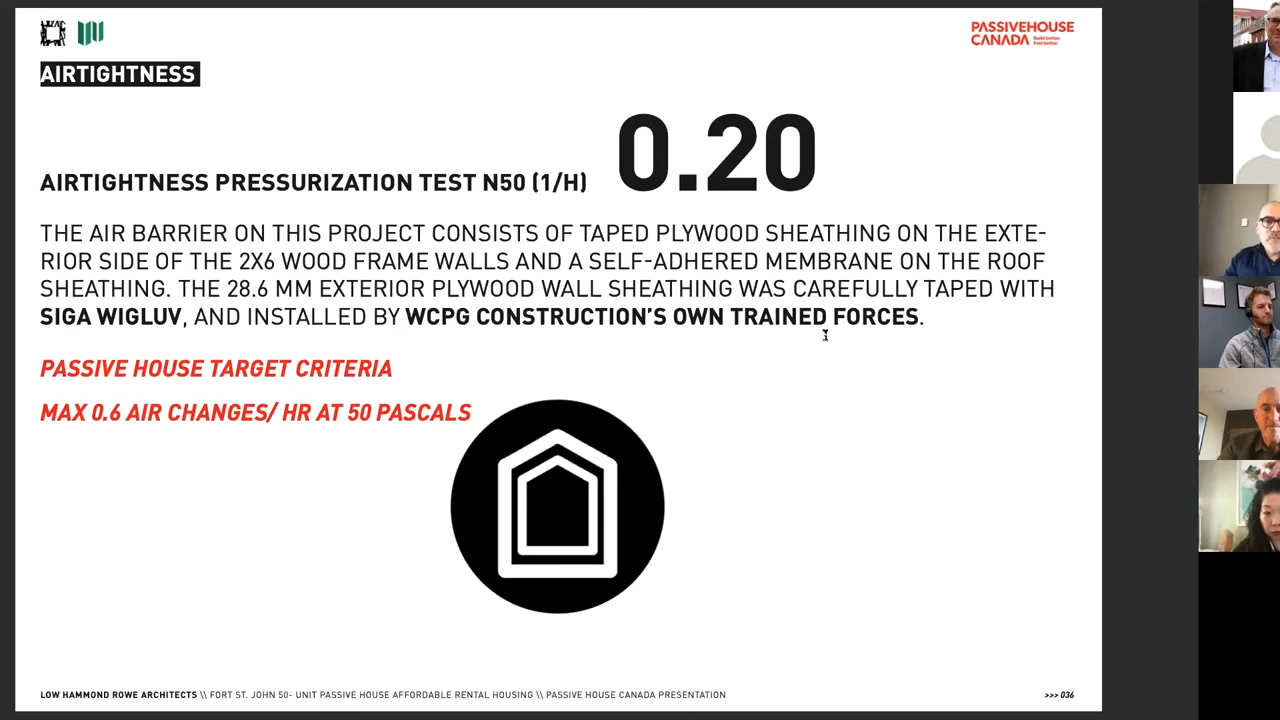 PASSIVEHOUSE
CANADA Build better.
Feel better.
AIRTIGHTNESS
AIRTIGHTNESS PRESSURIZATION TEST N50 (1/H) 0.20
THE AIR BARRIER ON THIS PROJECT CONSISTS OF TAPED PLYWOOD SHEATHING ON THE EXTE-
RIOR SIDE OF THE 2X6 WOOD FRAME WALLS AND A SELF-ADHERED MEMBRANE ON THE ROOF
SHEATHING. THE 28.6 MM EXTERIOR PLYWOOD WALL SHEATHING WAS CAREFULLY TAPED WITH
SIGA WIGLUV, AND INSTALLED BY WCPG CONSTRUCTION'S OWN TRAINED FORCES.
PASSIVE HOUSE TARGET CRITERIA
MAX 0.6 AIR CHANGES/ HR AT 50 PASCALS
LOW HAMMOND ROWE ARCHITECTS \\ FORT ST. JOHN 50- UNIT PASSIVE HOUSE AFFORDABLE RENTAL HOUSING \\ PASSIVE HOUSE CANADA PRESENTATION >>> 036